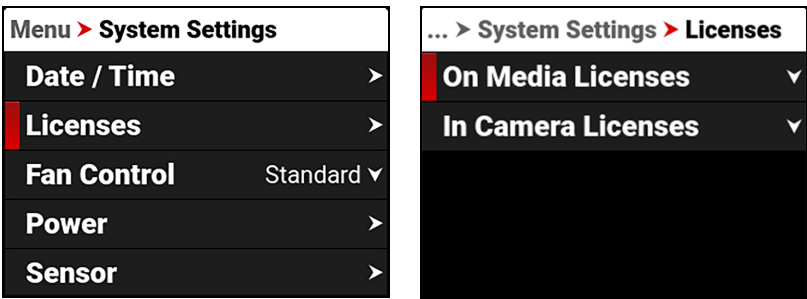 Menu ➤ System Settings
Date / Time
Licenses
Fan Control Standard
Power
Sensor
... ➤ System Settings ➤ Licenses
On Media Licenses
In Camera Licenses